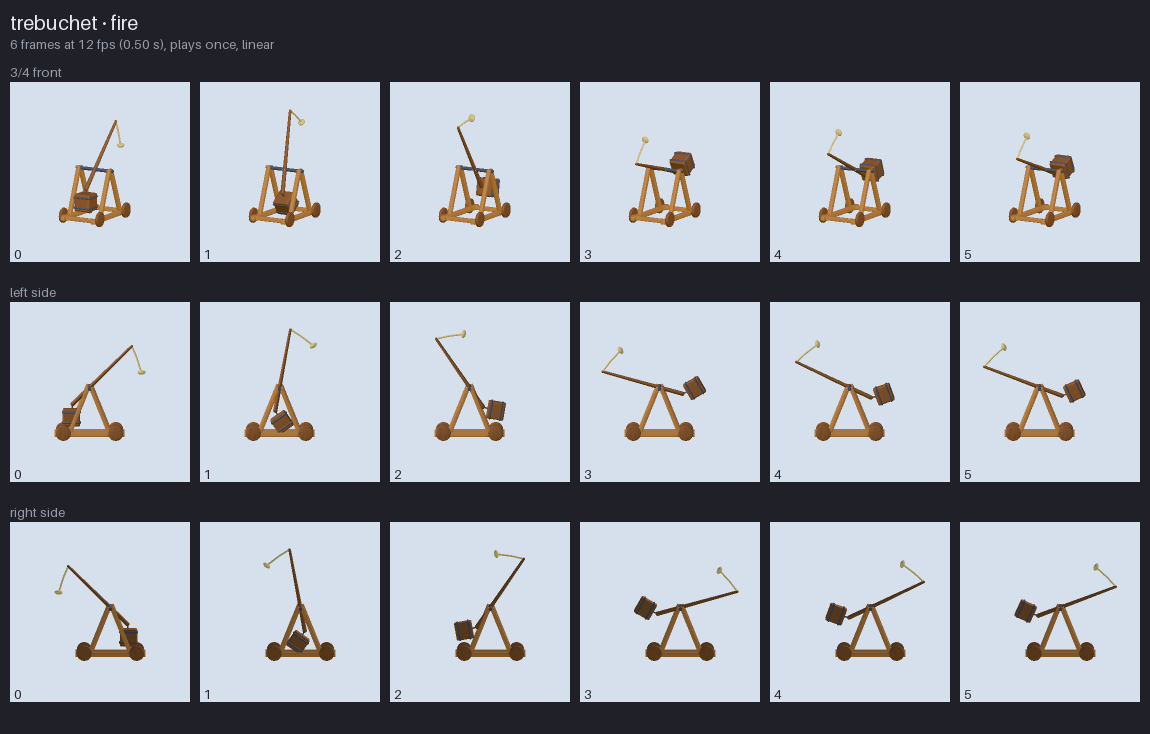 trebuchet · fire
6 frames at 12 fps (0.50 s), plays once, linear
3/4 front
0 1 2 3 4 5
left side
0 1 2 3 4 5
right side
0 1 2 3 4 5